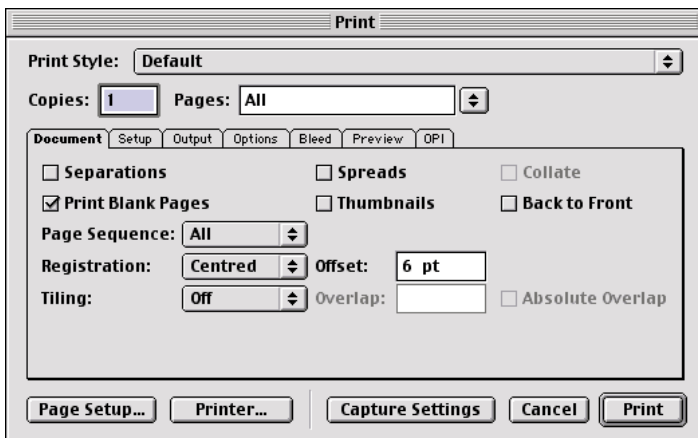 Print
Print Style: Default
Copies: 1 Pages: All
Document Setup Output Options Bleed Preview OPI
Separations Spreads Collate
Print Blank Pages Thumbnails Back to Front
Page Sequence: All
Registration: Centred Offset: 6 pt
Tiling: Off Overlap: Absolute Overlap
Page Setup... Printer... Capture Settings Cancel Print